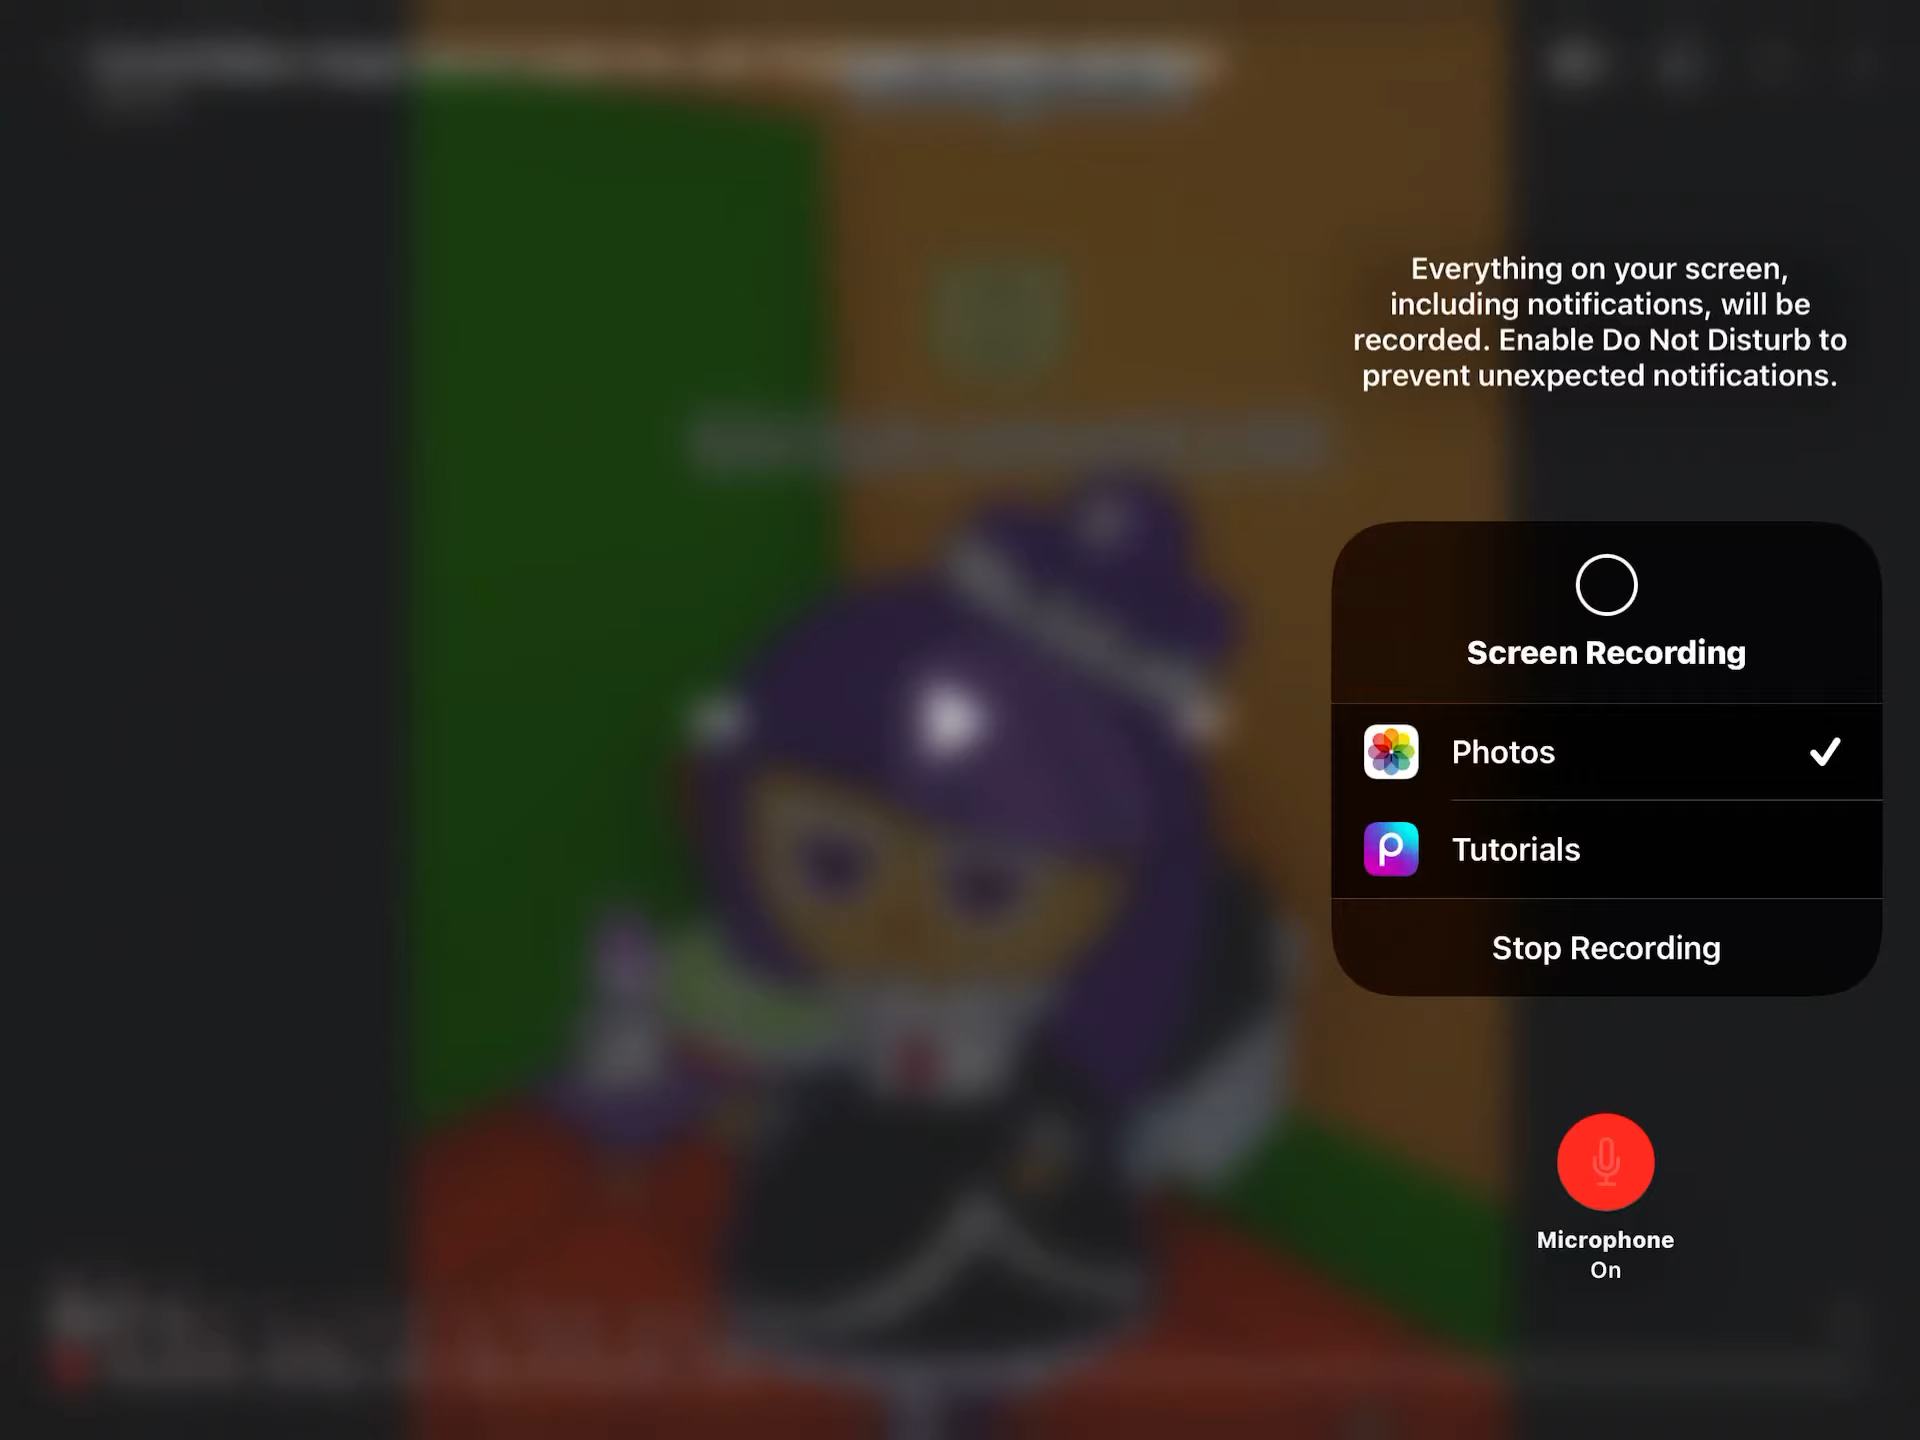 Everything on your screen,
including notifications, will be
recorded. Enable Do Not Disturb to
prevent unexpected notifications.
Screen Recording
Photos
Tutorials
Stop Recording
Microphone
On